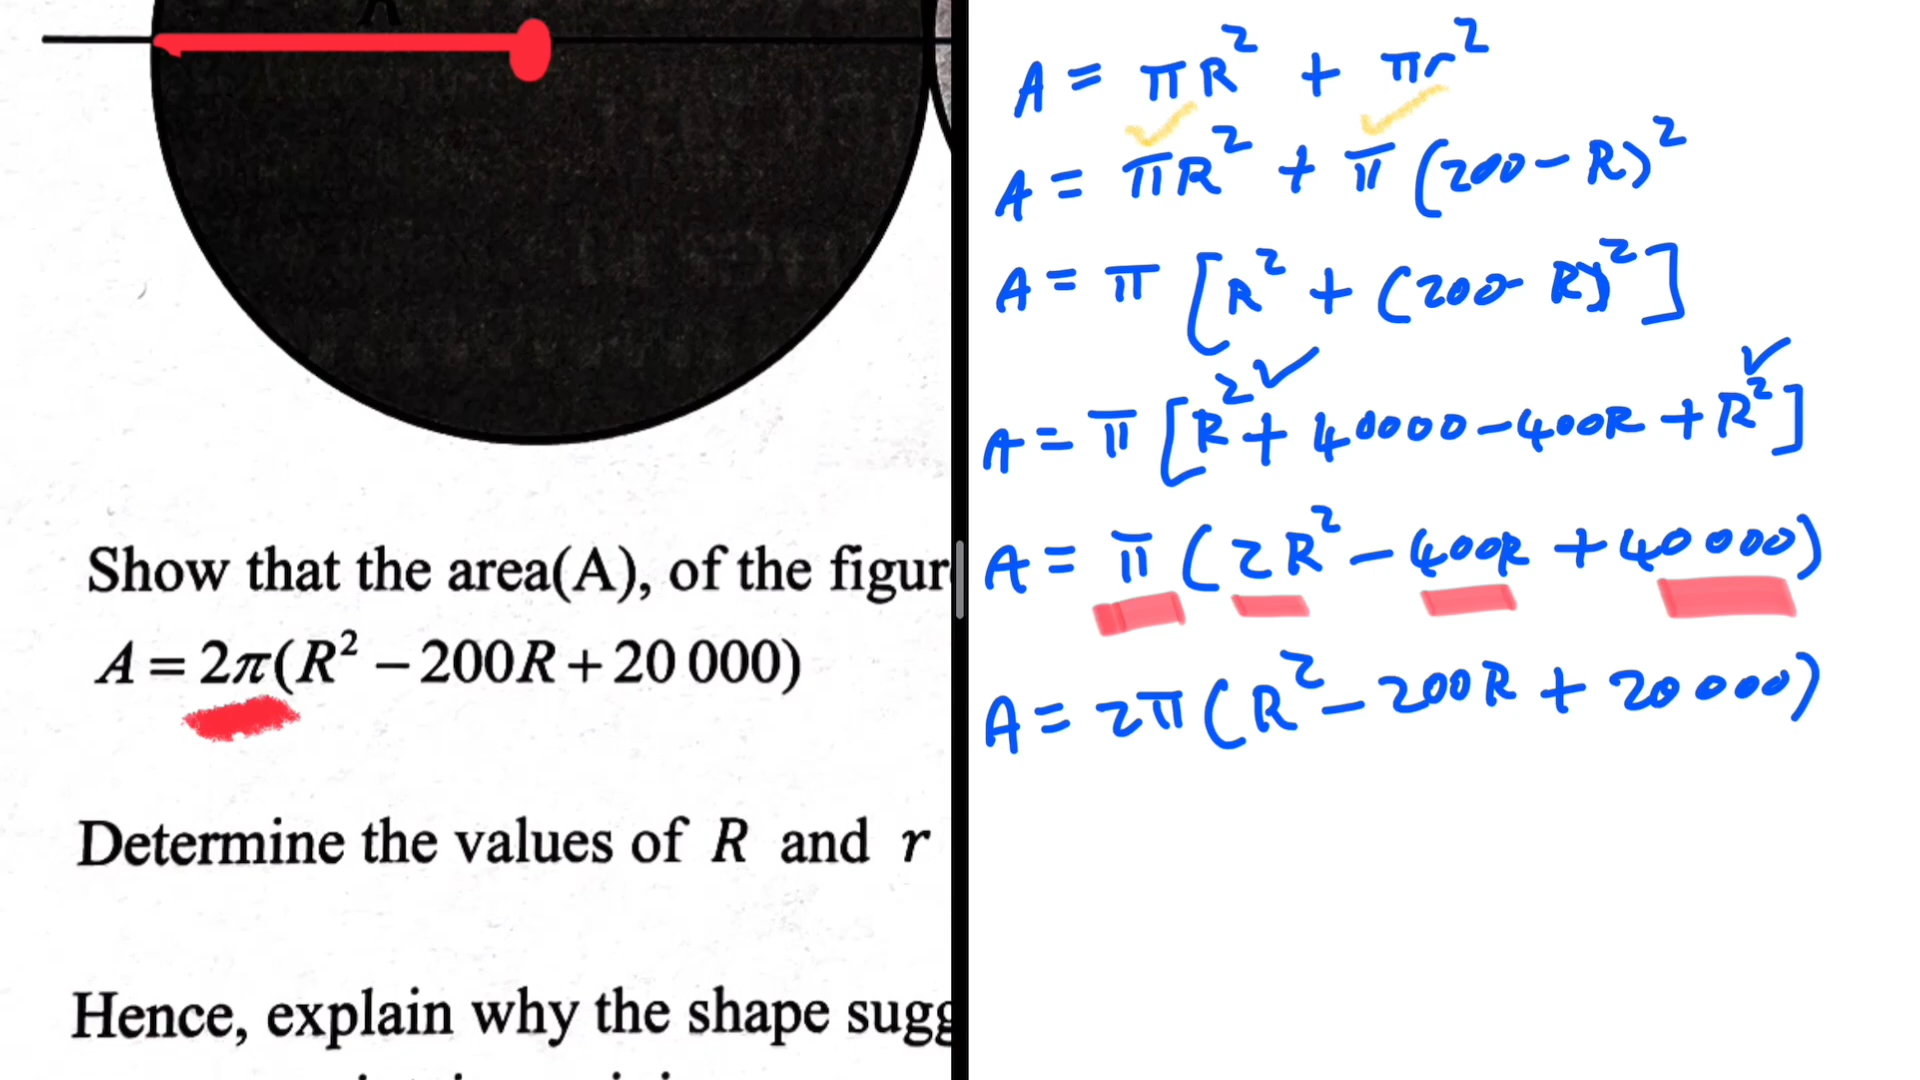 Show that the area(A), of the
A = 2π(R² − 200R + 20 000)
Determine the values of R and r
Hence, explain why the shape
A = πR² + πr²
A = πR² + π(200 − R)²
A = π[R² + (200 − R)²]
A = π[R² + 40000 − 400R + R²]
A = π(2R² − 400R + 40000)
A = 2π(R² − 200R + 20000)